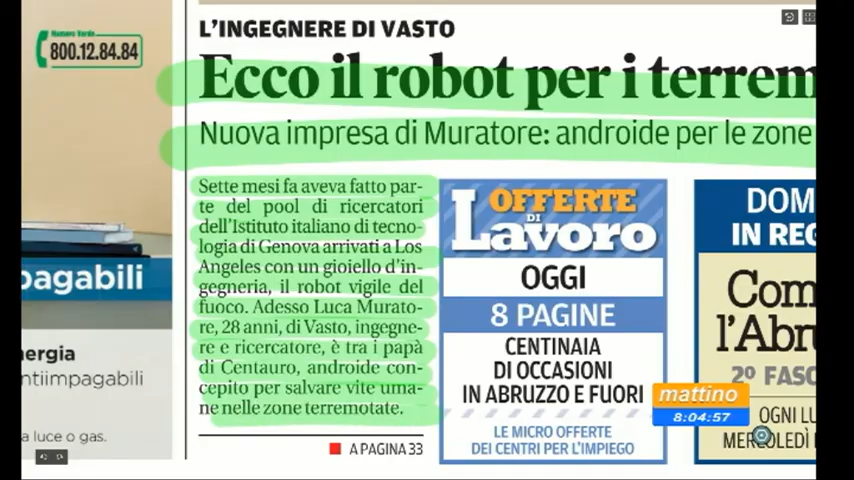 Numero Verde
800.12.84.84
L'INGEGNERE DI VASTO
Ecco il robot per i terrem
Nuova impresa di Muratore: androide per le zone
Sette mesi fa aveva fatto par-
te del pool di ricercatori
dell'Istituto italiano di tecno-
logia di Genova arrivati a Los
Angeles con un gioiello d'in-
gegneria, il robot vigile del
fuoco. Adesso Luca Murato-
re, 28 anni, di Vasto, ingegne-
re e ricercatore, è tra i papà
di Centauro, androide con-
cepito per salvare vite uma-
ne nelle zone terremotate.
A PAGINA 33
pagabili
nergia
ntiimpagabili
a luce o gas.
OFFERTE
DI
Lavoro
OGGI
8 PAGINE
CENTINAIA
DI OCCASIONI
IN ABRUZZO E FUORI
LE MICRO OFFERTE
DEI CENTRI PER L'IMPIEGO
DOM
IN REG
Com
l'Abru
2º FASC
OGNI LU
MERCOLEDÌ
mattino
8:04:57